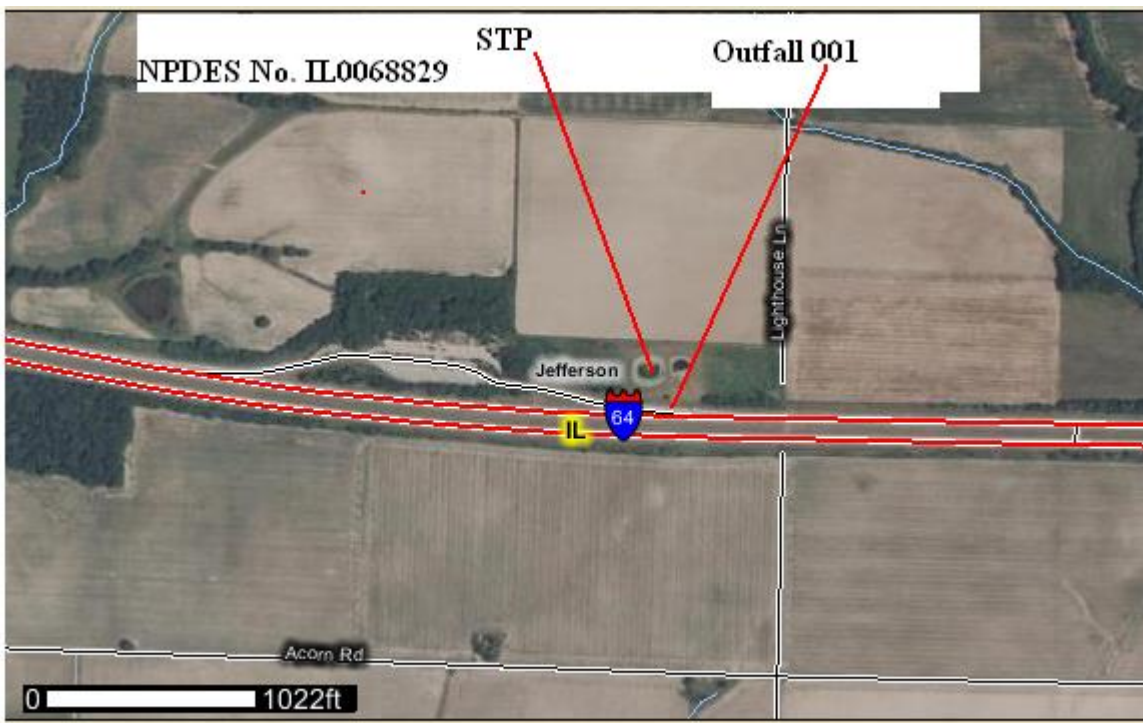 STP
Outfall 001
NPDES No. IL0068829
Lighthouse Ln
Jefferson
64
IL
Acorn Rd
0 1022ft